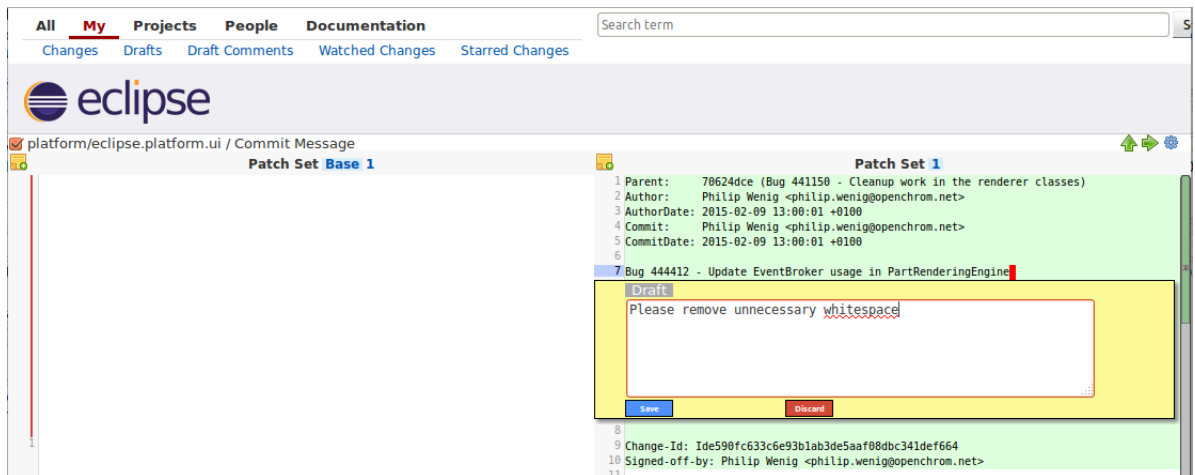 All My Projects People Documentation
Search term
S
Changes Drafts Draft Comments Watched Changes Starred Changes
eclipse
platform/eclipse.platform.ui / Commit Message
Patch Set Base 1
Patch Set 1
1 Parent: 70624dce (Bug 441150 - Cleanup work in the renderer classes)
2 Author: Philip Wenig <philip.wenig@openchrom.net>
3 AuthorDate: 2015-02-09 13:00:01 +0100
4 Commit: Philip Wenig <philip.wenig@openchrom.net>
5 CommitDate: 2015-02-09 13:00:01 +0100
6
7 Bug 444412 - Update EventBroker usage in PartRenderingEngine
Draft
Please remove unnecessary whitespace
Save Discard
8
1
9 Change-Id: Ide590fc633c6e93b1ab3de5aaf08dbc341def664
10 Signed-off-by: Philip Wenig <philip.wenig@openchrom.net>
11